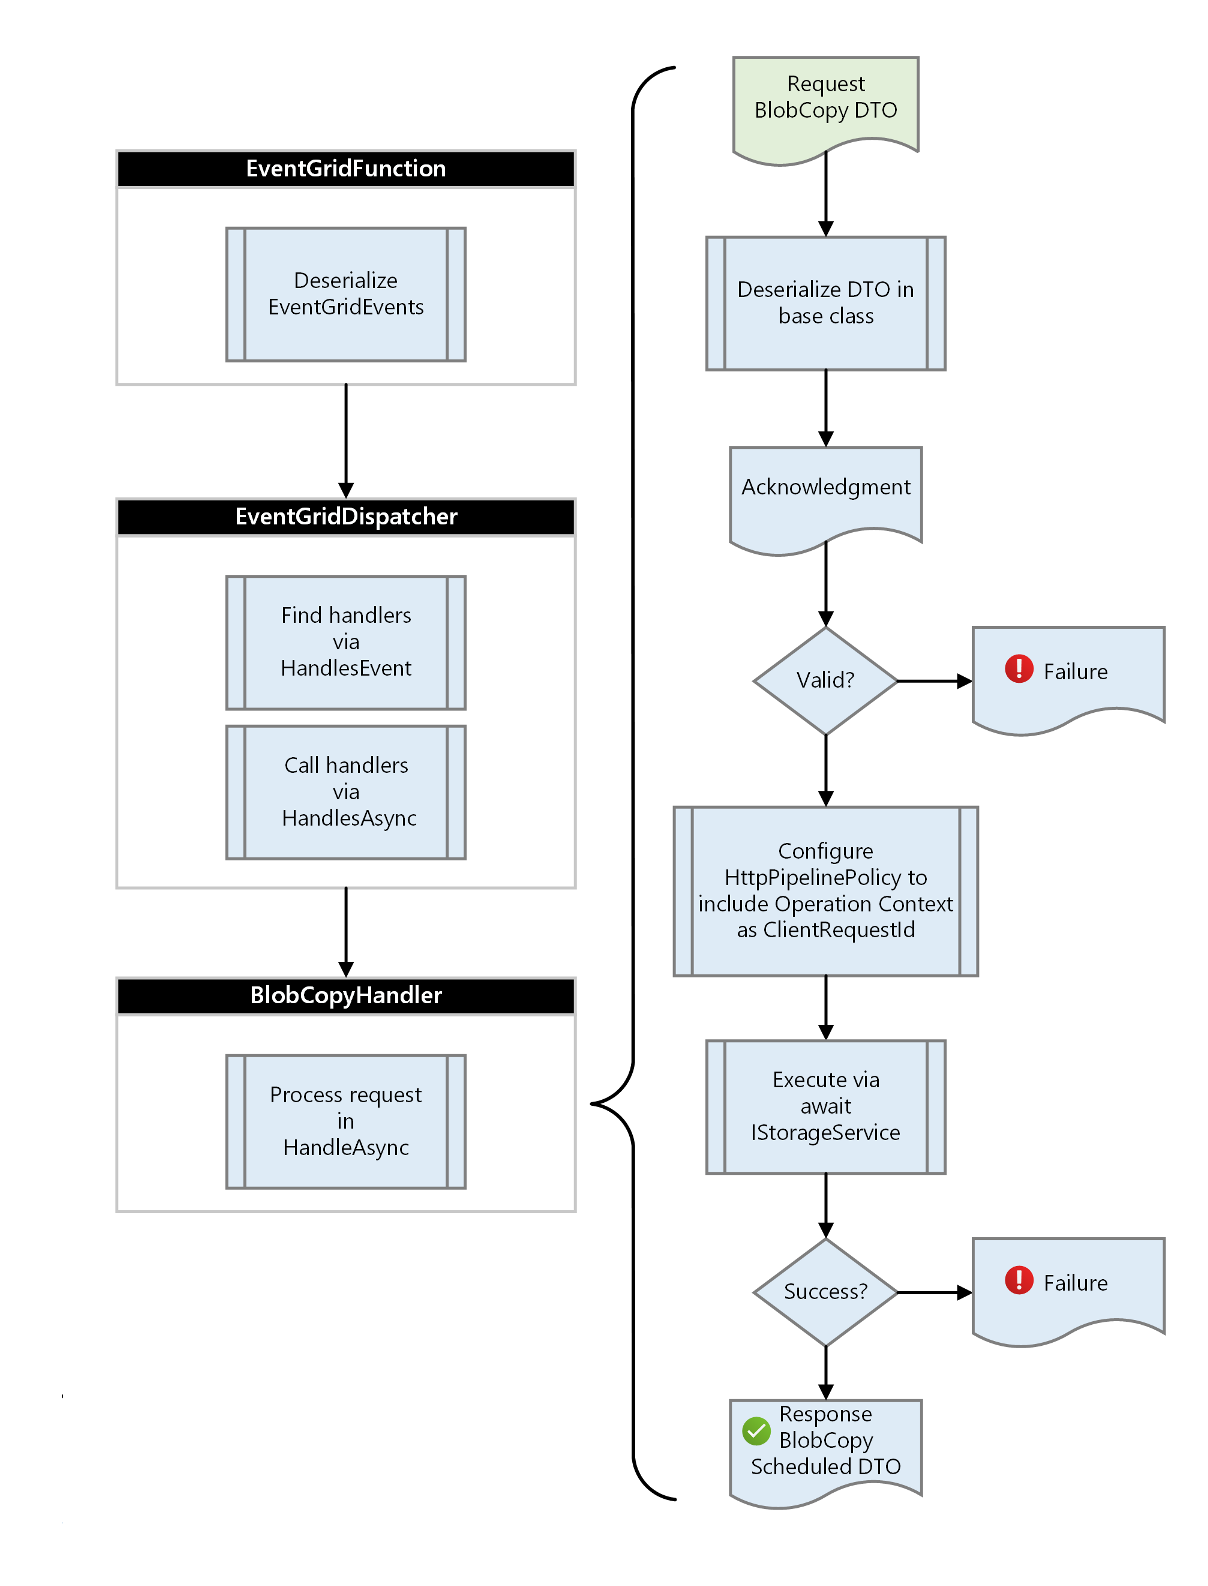 EventGridFunction
Deserialize
EventGridEvents
EventGridDispatcher
Find handlers
via
HandlesEvent
Call handlers
via
HandlesAsync
BlobCopyHandler
Process request
in
HandleAsync
Request
BlobCopy DTO
Deserialize DTO in
base class
Acknowledgment
Valid?
Failure
Configure
HttpPipelinePolicy to
include Operation Context
as ClientRequestId
Execute via
await
IStorageService
Success?
Failure
Response
BlobCopy
Scheduled DTO